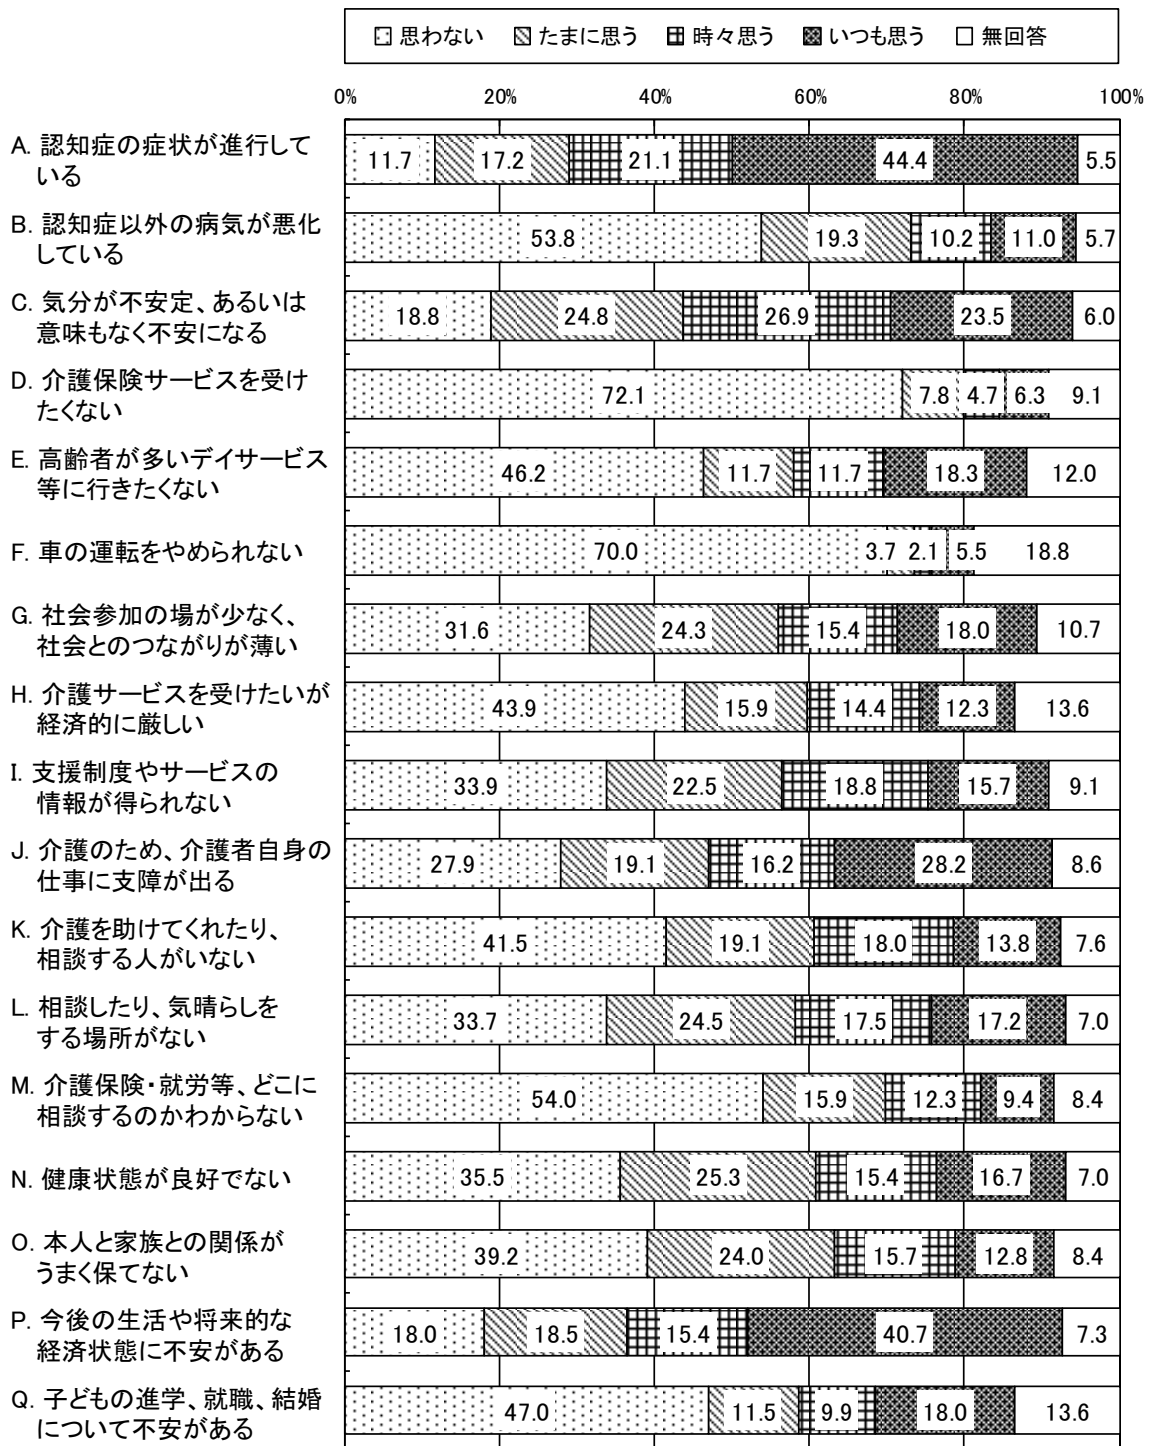 思わない たまに思う 時々思う いつも思う 無回答
0% 20% 40% 60% 80% 100%
A. 認知症の症状が進行して
いる
11.7 17.2 21.1 44.4 5.5
B. 認知症以外の病気が悪化
している
53.8 19.3 10.2 11.0 5.7
C. 気分が不安定、あるいは
意味もなく不安になる
18.8 24.8 26.9 23.5 6.0
D. 介護保険サービスを受け
たくない
72.1 7.8 4.7 6.3 9.1
E. 高齢者が多いデイサービス
等に行きたくない
46.2 11.7 11.7 18.3 12.0
F. 車の運転をやめられない
70.0 3.7 2.1 5.5 18.8
G. 社会参加の場が少なく、
社会とのつながりが薄い
31.6 24.3 15.4 18.0 10.7
H. 介護サービスを受けたいが
経済的に厳しい
43.9 15.9 14.4 12.3 13.6
I. 支援制度やサービスの
情報が得られない
33.9 22.5 18.8 15.7 9.1
J. 介護のため、介護者自身の
仕事に支障が出る
27.9 19.1 16.2 28.2 8.6
K. 介護を助けてくれたり、
相談する人がいない
41.5 19.1 18.0 13.8 7.6
L. 相談したり、気晴らしを
する場所がない
33.7 24.5 17.5 17.2 7.0
M. 介護保険・就労等、どこに
相談するのかわからない
54.0 15.9 12.3 9.4 8.4
N. 健康状態が良好でない
35.5 25.3 15.4 16.7 7.0
O. 本人と家族との関係が
うまく保てない
39.2 24.0 15.7 12.8 8.4
P. 今後の生活や将来的な
経済状態に不安がある
18.0 18.5 15.4 40.7 7.3
Q. 子どもの進学、就職、結婚
について不安がある
47.0 11.5 9.9 18.0 13.6